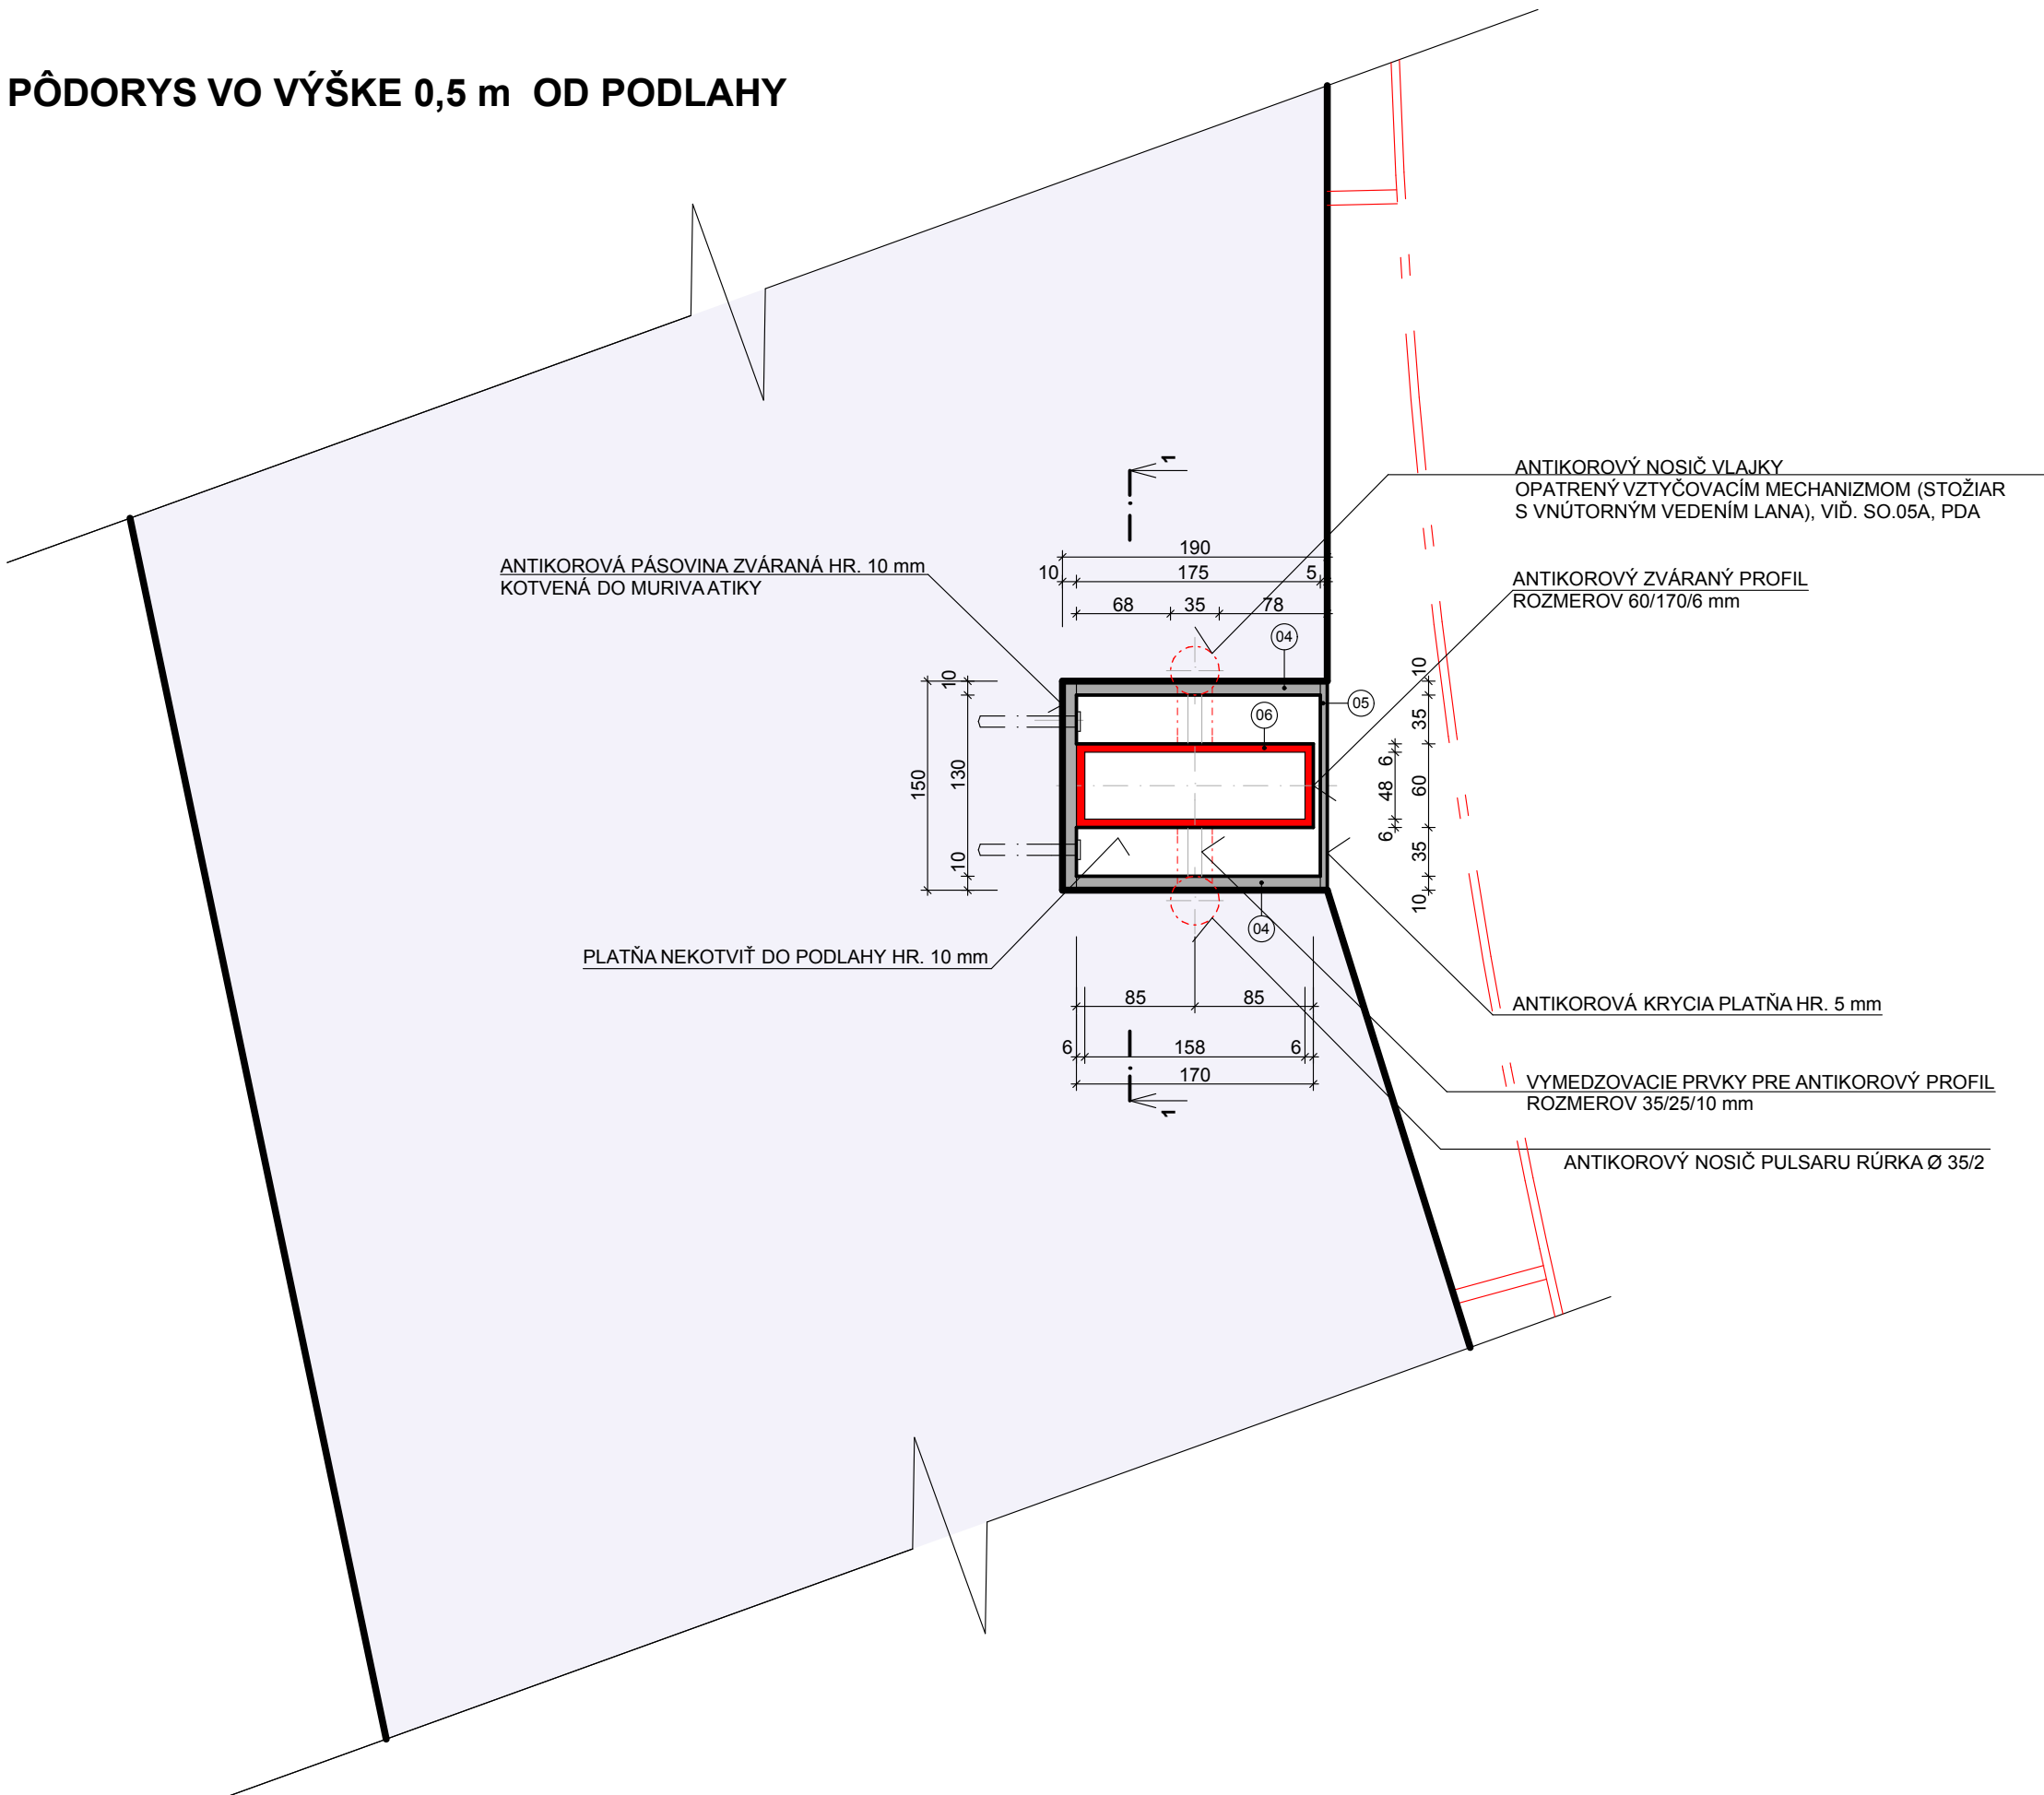 PÔDORYS VO VÝŠKE 0,5 m OD PODLAHY
ANTIKOROVÝ NOSIČ VLAJKY
OPATRENÝ VZTYČOVACÍM MECHANIZMOM (STOŽIAR
S VNÚTORNÝM VEDENÍM LANA), VIĎ. SO.05A, PDA
1
190
ANTIKOROVÁ PÁSOVINA ZVÁRANÁ HR. 10 mm
KOTVENÁ DO MURIVA ATIKY
10
175
5
ANTIKOROVÝ ZVÁRANÝ PROFIL
ROZMEROV 60/170/6 mm
68
35
78
04
05
06
150
10
130
10
6
48
6
10
35
60
35
10
04
PLATŇA NEKOTVIŤ DO PODLAHY HR. 10 mm
85
85
ANTIKOROVÁ KRYCIA PLATŇA HR. 5 mm
6
158
6
170
VYMEDZOVACIE PRVKY PRE ANTIKOROVÝ PROFIL
ROZMEROV 35/25/10 mm
1
ANTIKOROVÝ NOSIČ PULSARU RÚRKA Ø 35/2